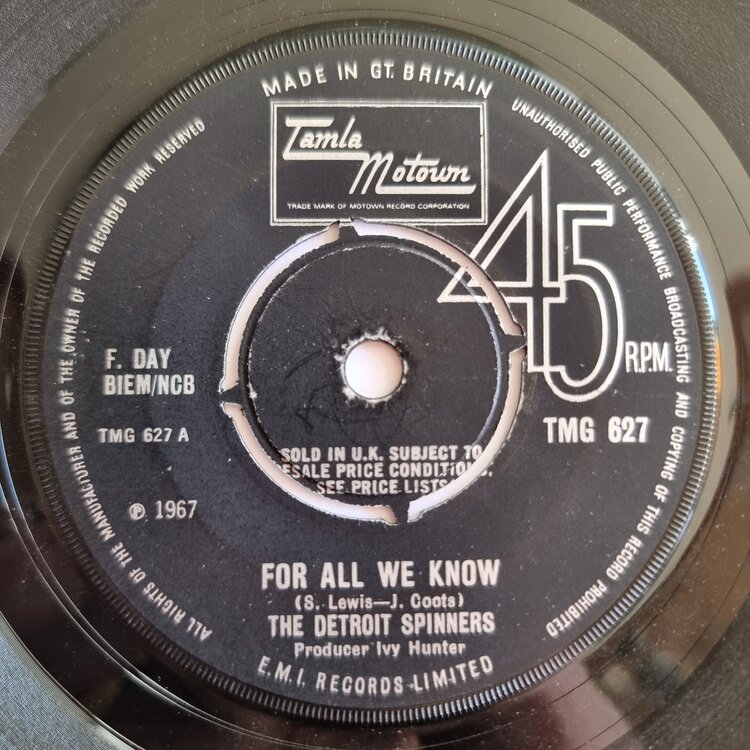 MADE IN GT. BRITAIN
Tamla
Motown
TRADE MARK OF MOTOWN RECORD CORPORATION
45
R.P.M.
F. DAY
BIEM/NCB
TMG 627 A
TMG 627
SOLD IN U.K. SUBJECT TO
ESALE PRICE CONDITIONS,
SEE PRICE LISTS
℗ 1967
FOR ALL WE KNOW
(S. Lewis—J. Coots)
THE DETROIT SPINNERS
Producer Ivy Hunter
E.M.I. RECORDS LIMITED
ALL RIGHTS OF THE MANUFACTURER AND OF THE OWNER OF THE RECORDED WORK RESERVED
UNAUTHORISED PUBLIC PERFORMANCE BROADCASTING AND COPYING OF THIS RECORD PROHIBITED